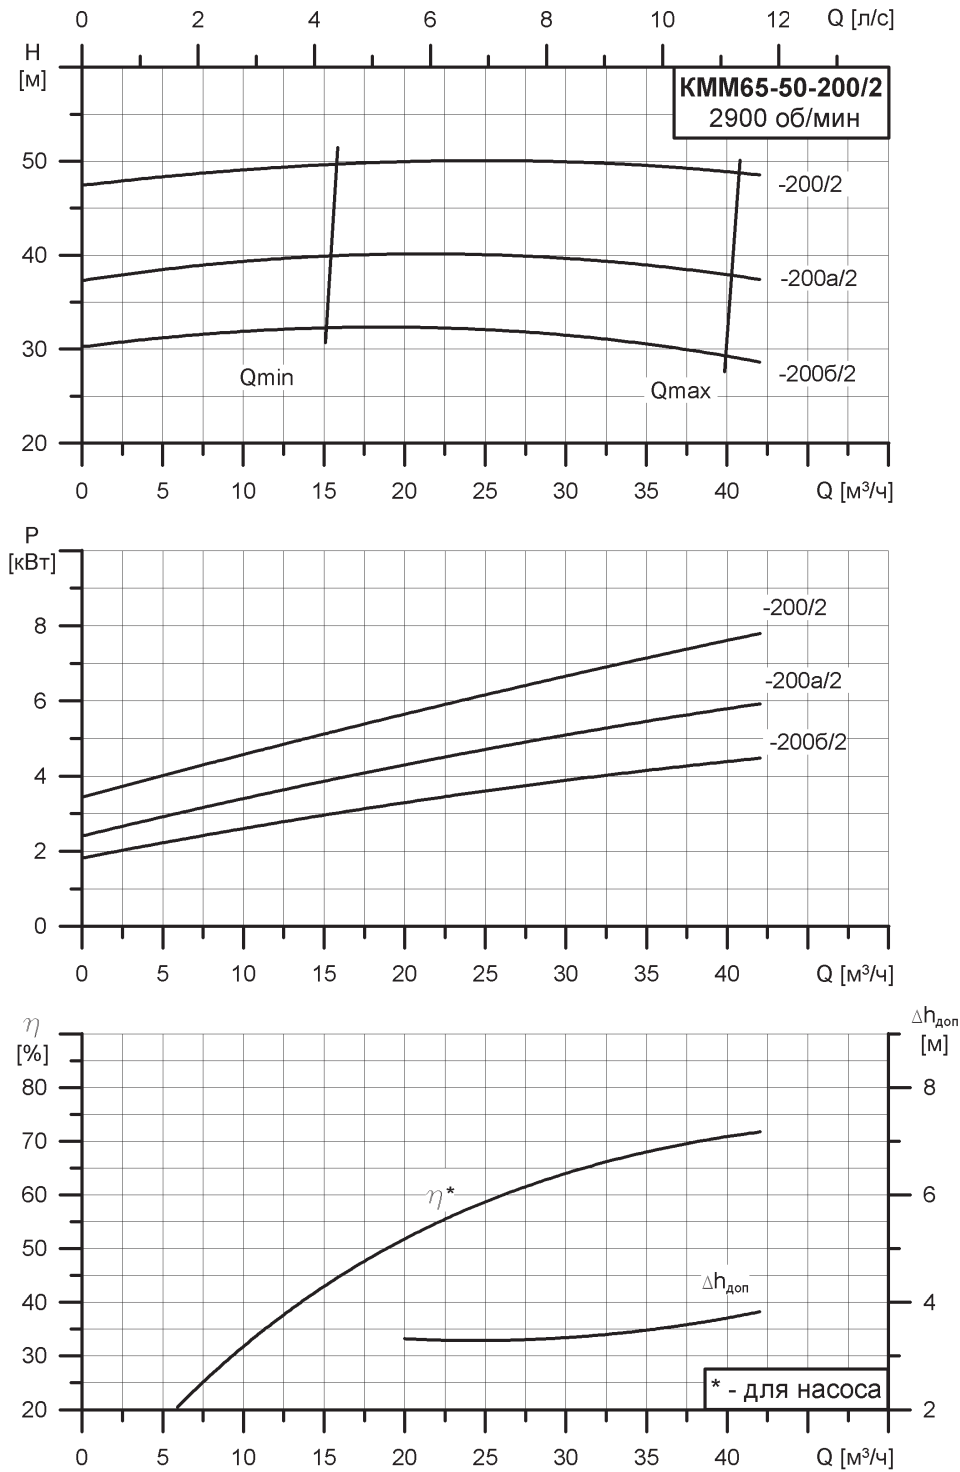 0 2 4 6 8 10 12 Q [л/с]
H
[м]
КММ65-50-200/2
2900 об/мин
50
-200/2
40
-200а/2
30
-200б/2
Qmin
Qmax
20
0 5 10 15 20 25 30 35 40 Q [м³/ч]
P
[кВт]
-200/2
8
-200а/2
6
-200б/2
4
2
0
0 5 10 15 20 25 30 35 40 Q [м³/ч]
η
[%]
Δhдоп
[м]
80 8
70
η*
60 6
50
Δhдоп
40 4
30
* - для насоса
20 2
0 5 10 15 20 25 30 35 40 Q [м³/ч]